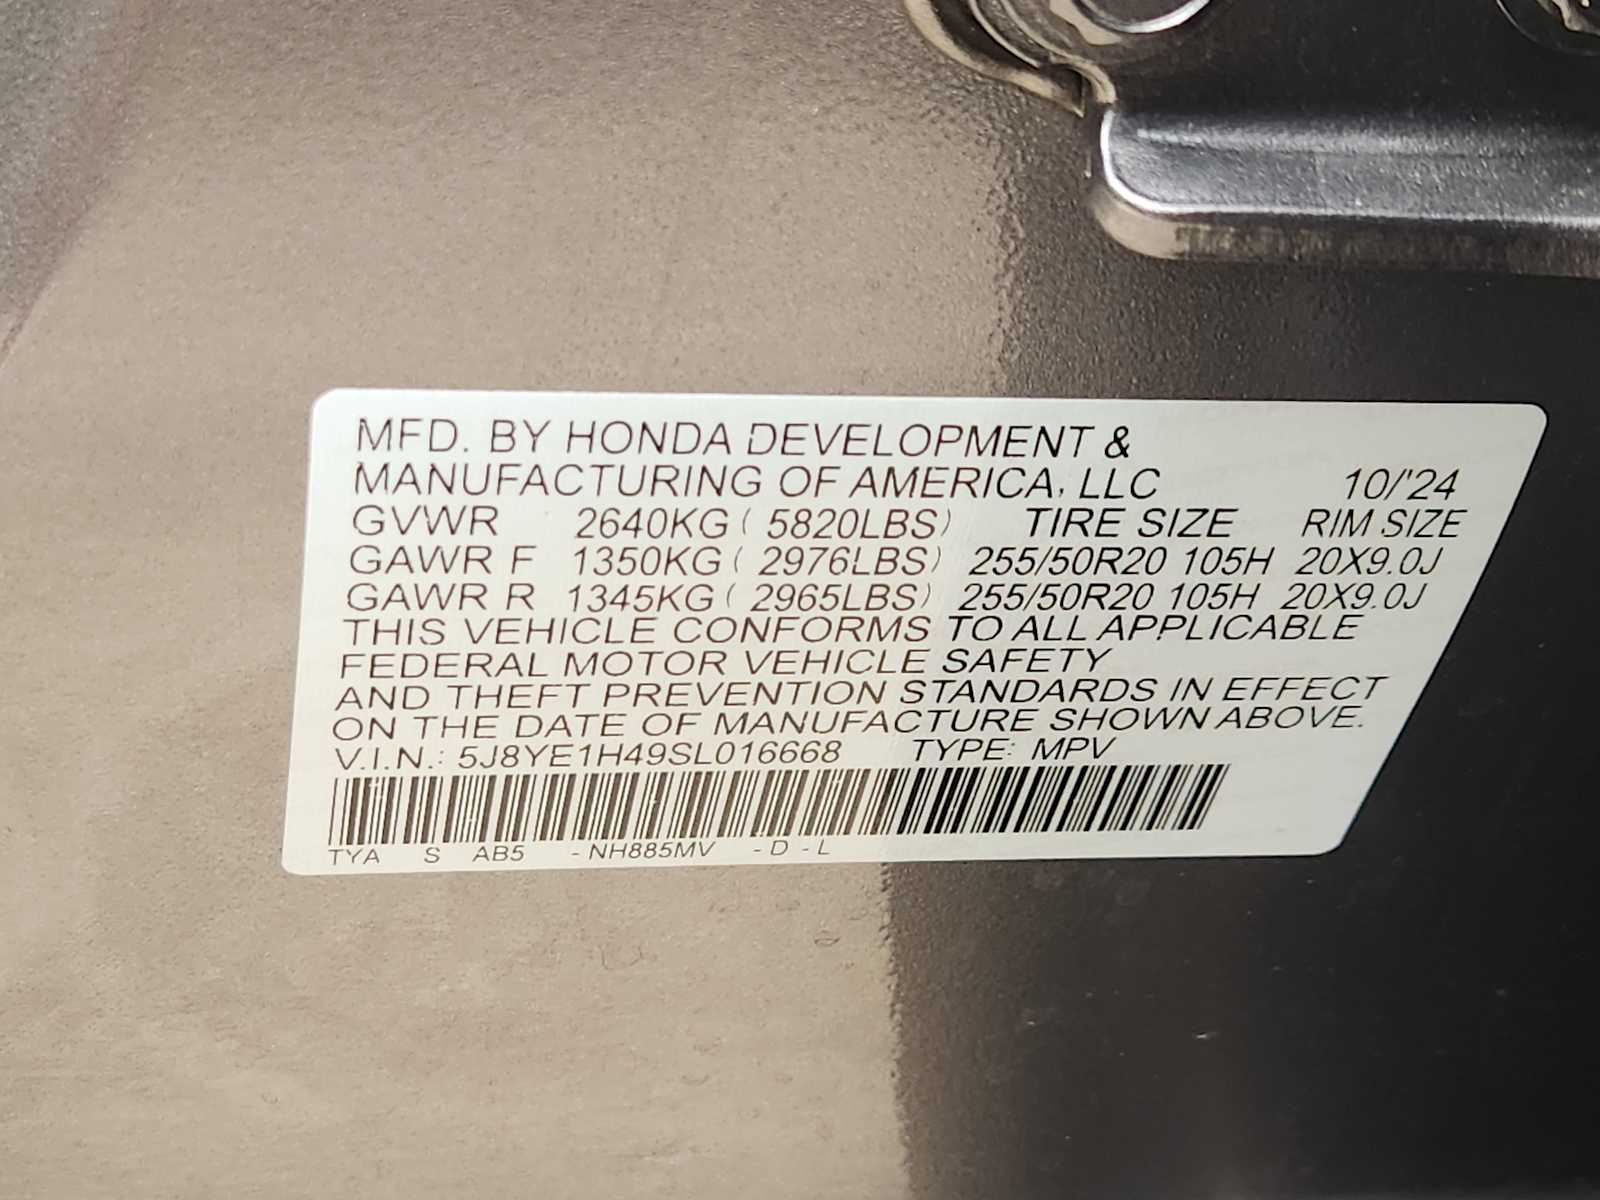 MFD. BY HONDA DEVELOPMENT &
MANUFACTURING OF AMERICA, LLC 10/'24
GVWR 2640KG ( 5820LBS) TIRE SIZE RIM SIZE
GAWR F 1350KG ( 2976LBS) 255/50R20 105H 20X9.0J
GAWR R 1345KG ( 2965LBS) 255/50R20 105H 20X9.0J
THIS VEHICLE CONFORMS TO ALL APPLICABLE
FEDERAL MOTOR VEHICLE SAFETY
AND THEFT PREVENTION STANDARDS IN EFFECT
ON THE DATE OF MANUFACTURE SHOWN ABOVE.
V.I.N.: 5J8YE1H49SL016668 TYPE: MPV
TYA S AB5 - NH885MV - D - L